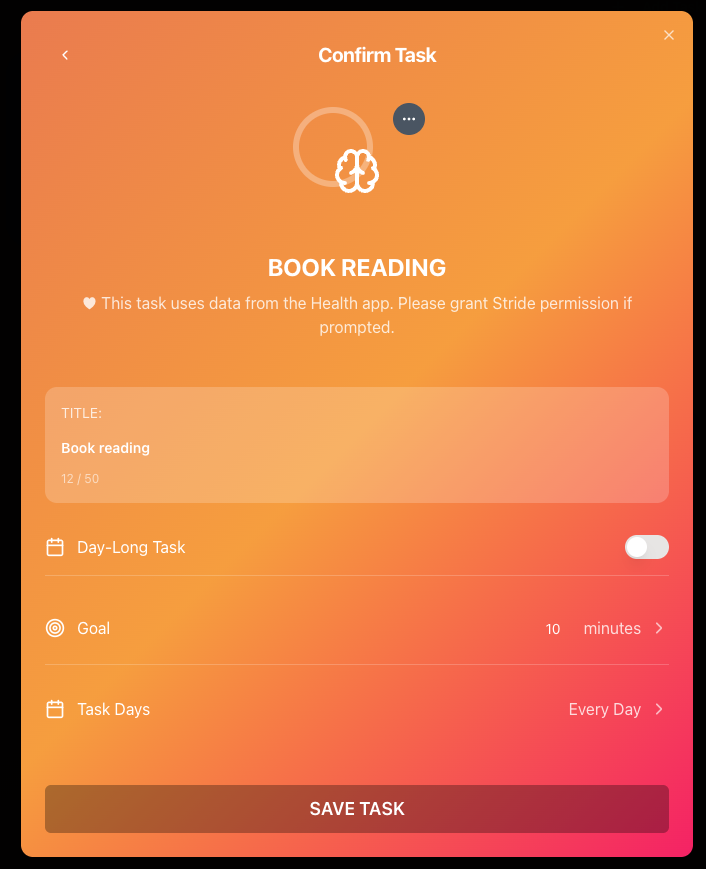 Confirm Task
BOOK READING
This task uses data from the Health app. Please grant Stride permission if
prompted.
TITLE:
Book reading
12 / 50
Day-Long Task
Goal
10 minutes
Task Days
Every Day
SAVE TASK